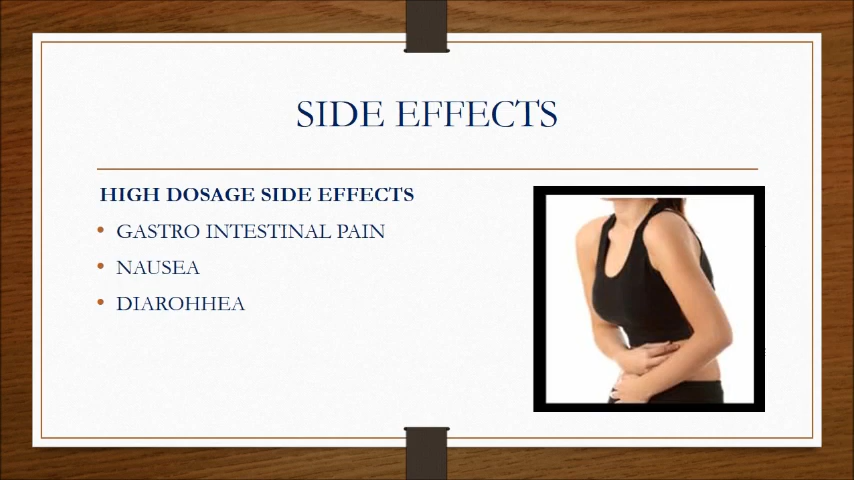 SIDE EFFECTS
HIGH DOSAGE SIDE EFFECTS
• GASTRO INTESTINAL PAIN
• NAUSEA
• DIAROHHEA